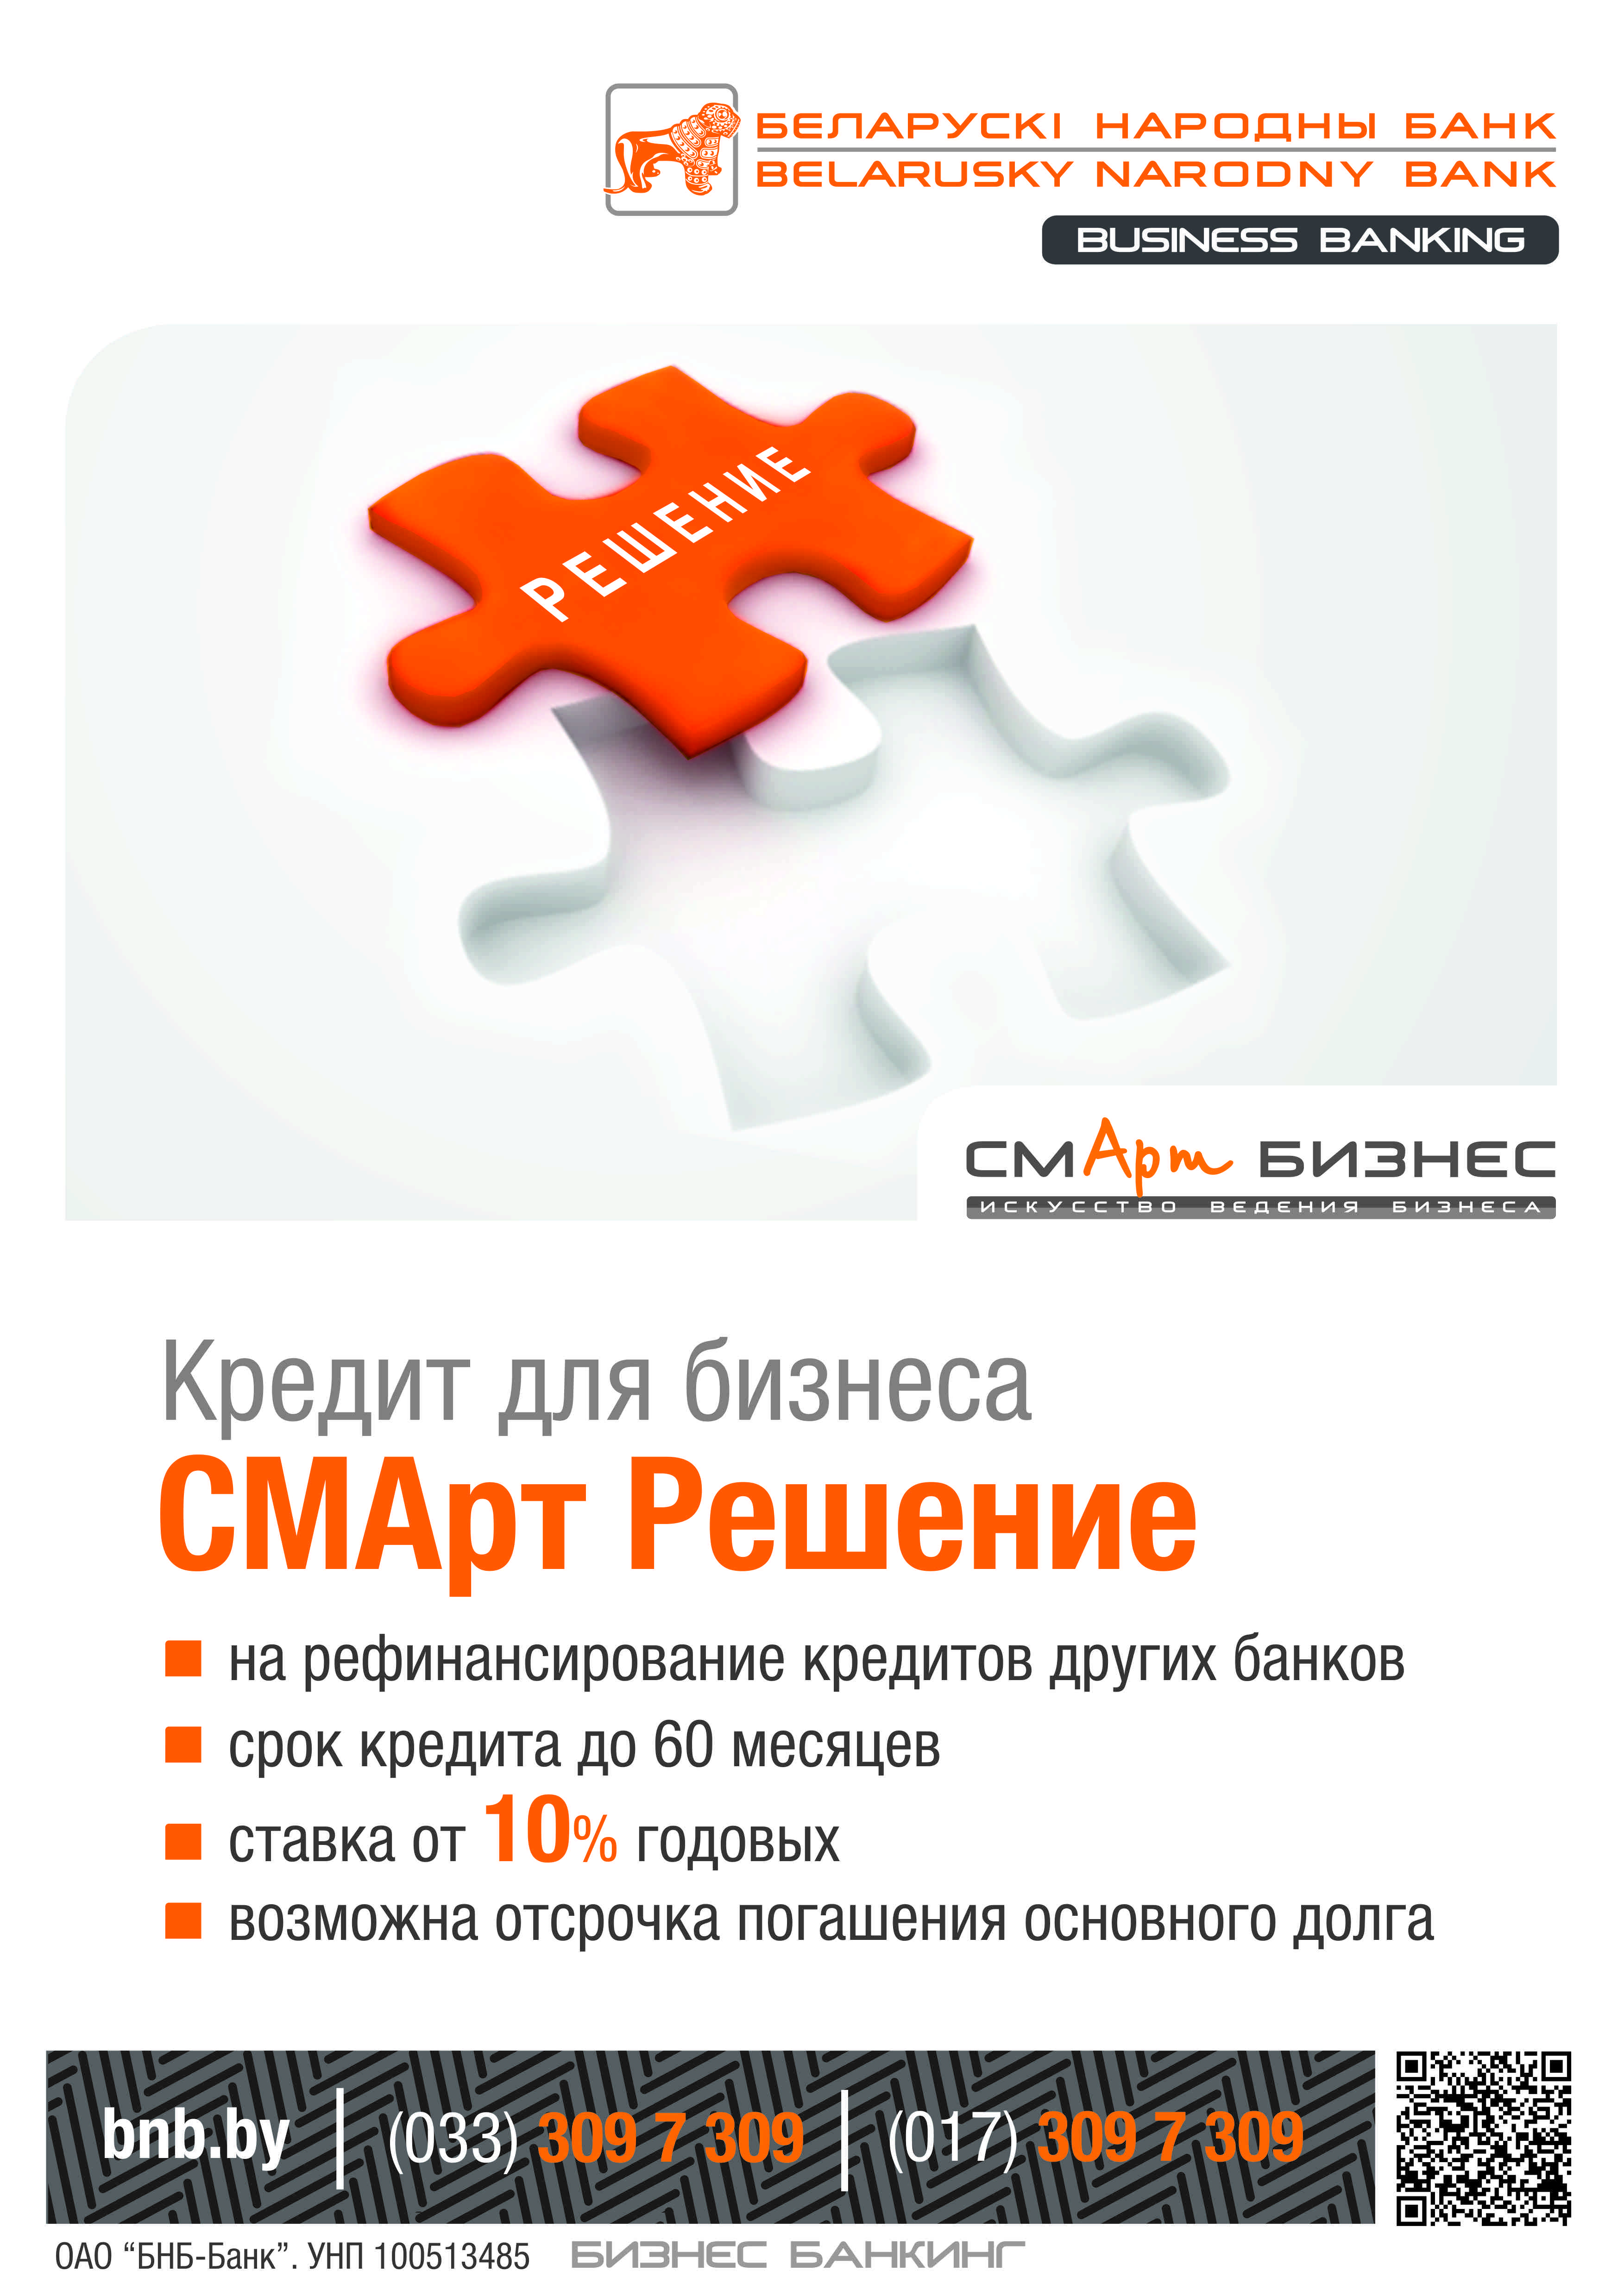 БЕЛАРУСКІ НАРОДНЫ БАНК
BELARUSKY NARODNY BANK
BUSINESS BANKING
РЕШЕНИЕ
СМАрт БИЗНЕС
ИСКУССТВО ВЕДЕНИЯ БИЗНЕСА
Кредит для бизнеса
СМАрт Решение
на рефинансирование кредитов других банков
срок кредита до 60 месяцев
ставка от 10% годовых
возможна отсрочка погашения основного долга
bnb.by | (033) 309 7 309 | (017) 309 7 309
ОАО “БНБ-Банк”. УНП 100513485 БИЗНЕС БАНКИНГ